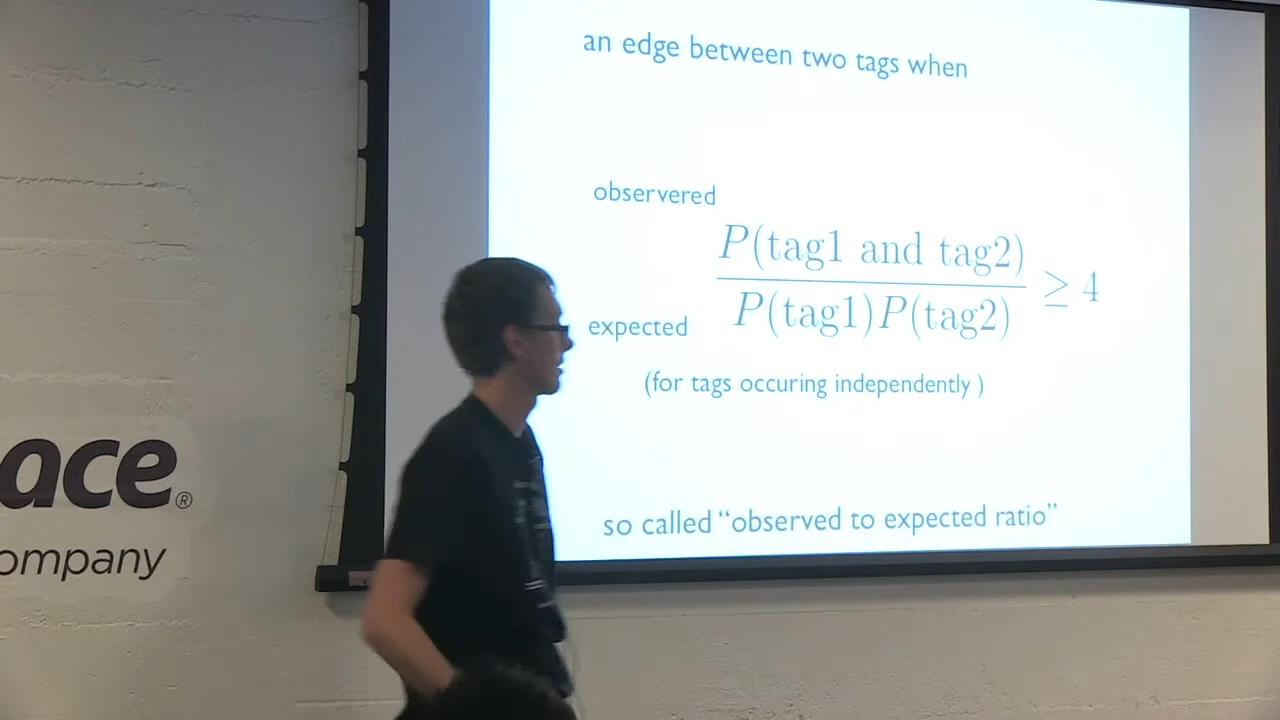 an edge between two tags when
observered
P(tag1 and tag2)
P(tag1)P(tag2)
≥ 4
expected
(for tags occuring independently )
so called “observed to expected ratio”
ace®
ompany